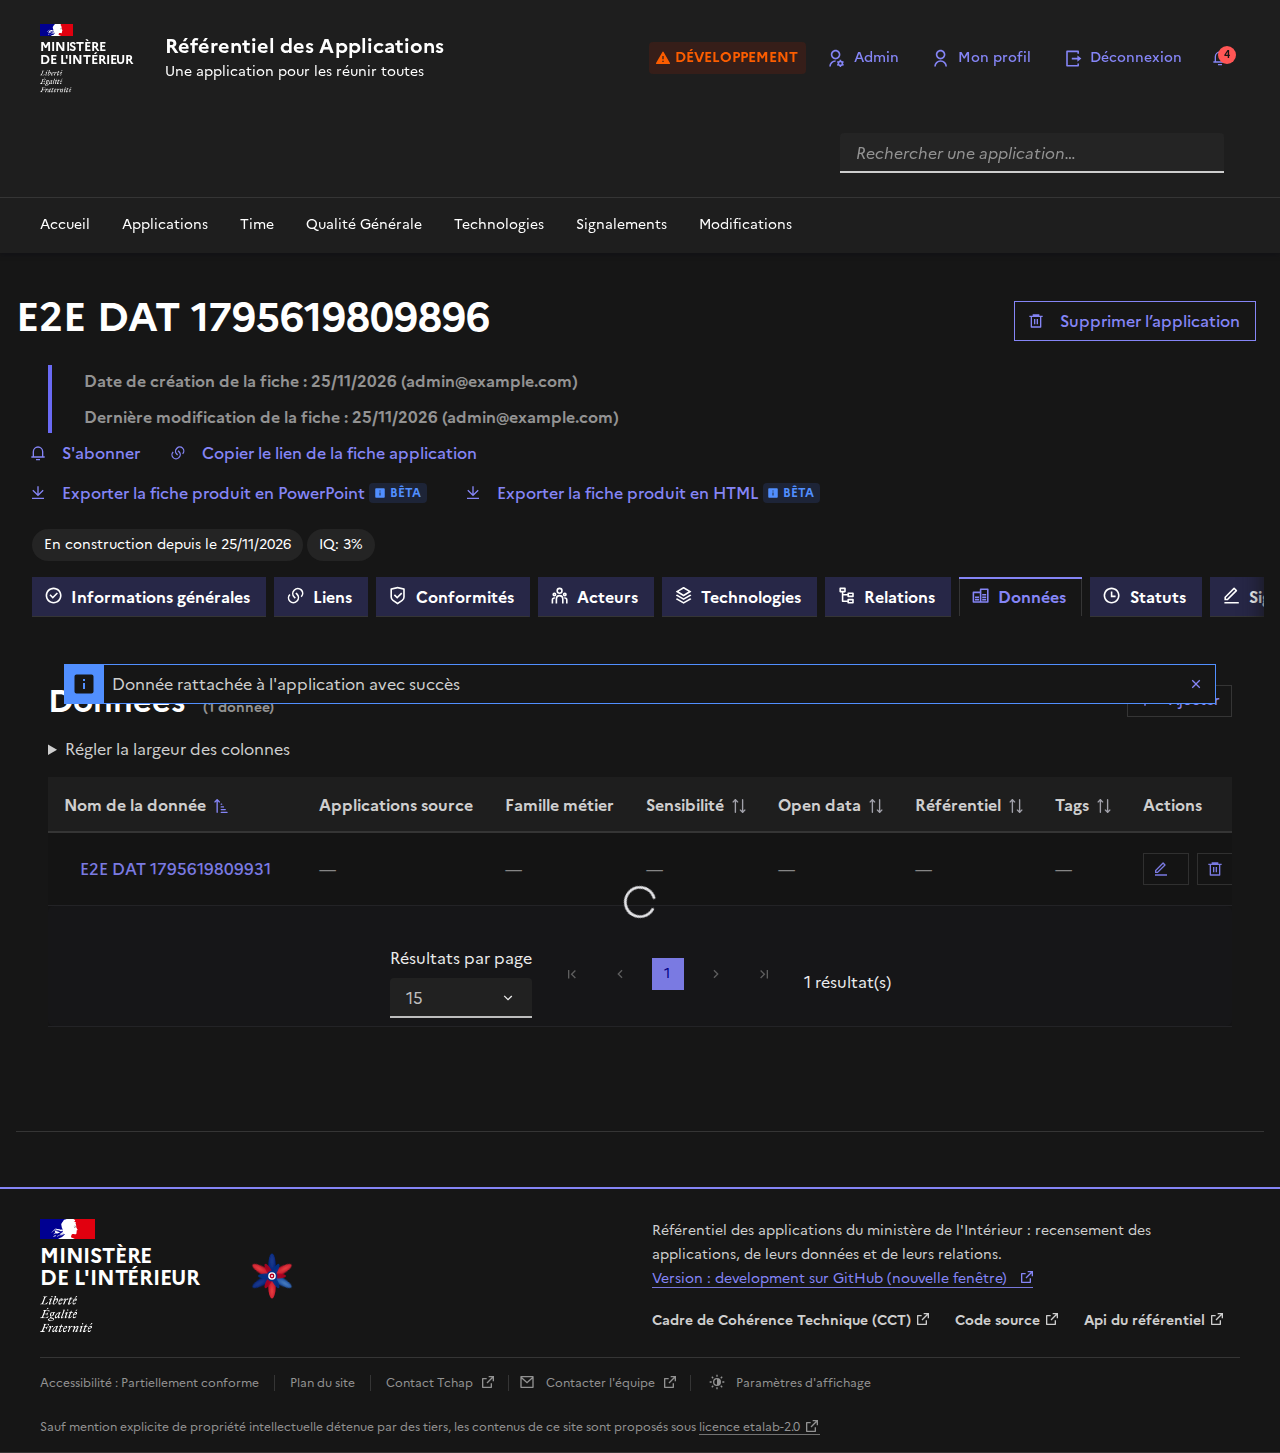 MINISTÈRE
DE L'INTÉRIEUR
Liberté
Égalité
Fraternité
Référentiel des Applications
Une application pour les réunir toutes
DÉVELOPPEMENT
Admin
Mon profil
Déconnexion
4
Rechercher une application…
Accueil
Applications
Time
Qualité Générale
Technologies
Signalements
Modifications
E2E DAT 1795619809896
Supprimer l’application
Date de création de la fiche : 25/11/2026 (admin@example.com)
Dernière modification de la fiche : 25/11/2026 (admin@example.com)
S'abonner
Copier le lien de la fiche application
Exporter la fiche produit en PowerPoint
BÊTA
Exporter la fiche produit en HTML
BÊTA
En construction depuis le 25/11/2026
IQ: 3%
Informations générales
Liens
Conformités
Acteurs
Technologies
Relations
Données
Statuts
Donnée rattachée à l'application avec succès
Données
(1 donnée)
Ajouter
Régler la largeur des colonnes
Nom de la donnée
Applications source
Famille métier
Sensibilité
Open data
Référentiel
Tags
Actions
E2E DAT 1795619809931
—
—
—
—
—
—
Résultats par page
15
1
1 résultat(s)
MINISTÈRE
DE L'INTÉRIEUR
Liberté
Égalité
Fraternité
Référentiel des applications du ministère de l'Intérieur : recensement des
applications, de leurs données et de leurs relations.
Version : development sur GitHub (nouvelle fenêtre)
Cadre de Cohérence Technique (CCT)
Code source
Api du référentiel
Accessibilité : Partiellement conforme
Plan du site
Contact Tchap
Contacter l'équipe
Paramètres d'affichage
Sauf mention explicite de propriété intellectuelle détenue par des tiers, les contenus de ce site sont proposés sous licence etalab-2.0